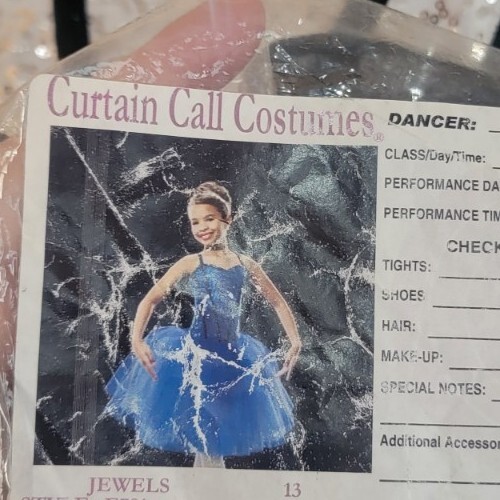 Curtain Call Costumes®
DANCER:
CLASS/Day/Time:
PERFORMANCE DA
PERFORMANCE TIM
CHECK
TIGHTS:
SHOES
HAIR:
MAKE-UP:
SPECIAL NOTES:
Additional Accessor
JEWELS 13